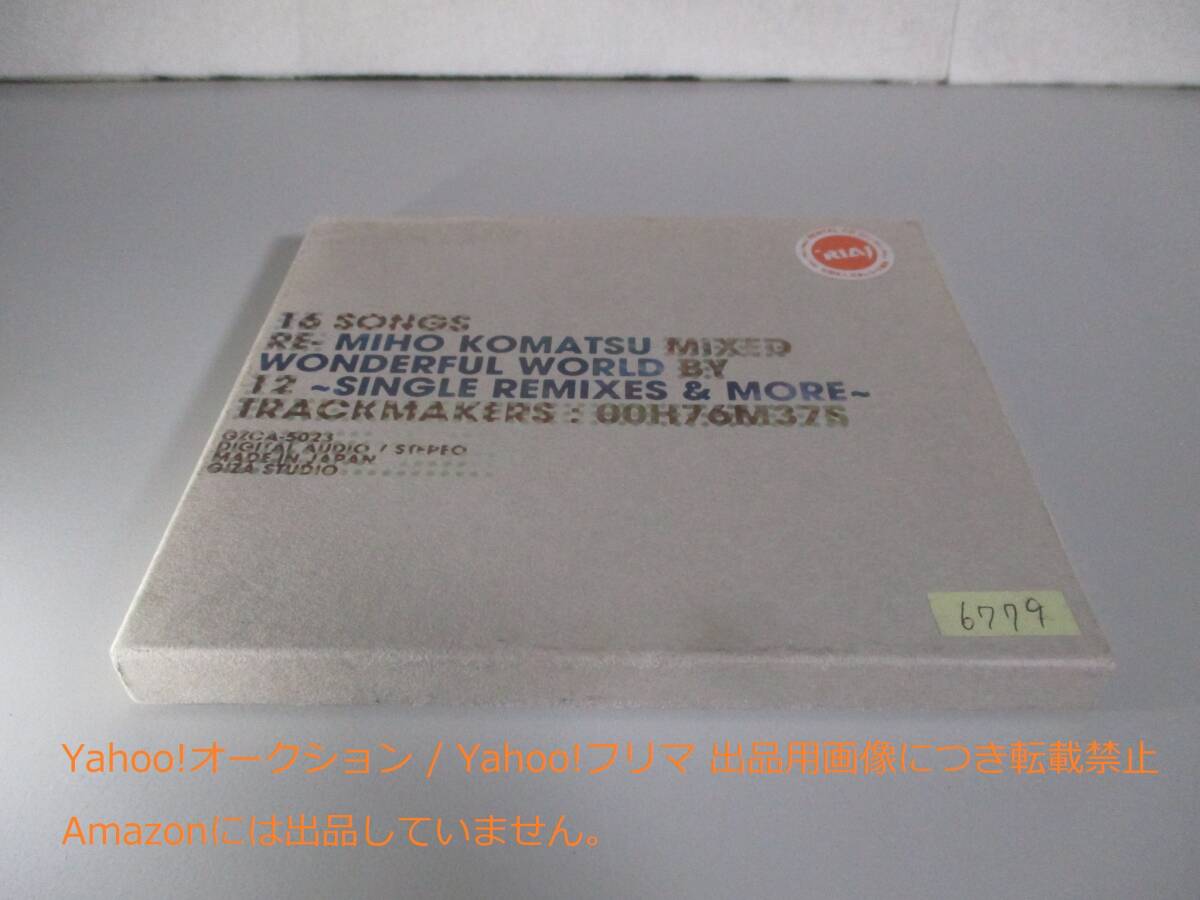 RIAJ
16 SONGS
RE- MIHO KOMATSU MIXED
WONDERFUL WORLD BY
12 ~SINGLE REMIXES & MORE~
TRACKMAKERS : 00H76M37S
GZCA-5023
DIGITAL AUDIO / STEREO
MADE IN JAPAN
GIZA STUDIO
6779
Yahoo!オークション / Yahoo!フリマ 出品用画像につき転載禁止
Amazonには出品していません。